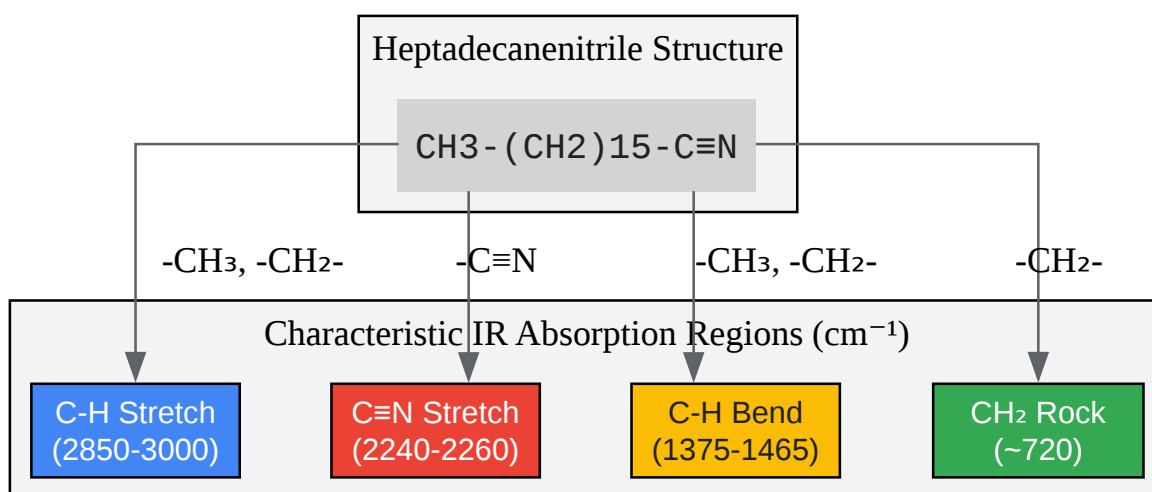 Heptadecanenitrile Structure
CH3-(CH2)15-C≡N
-CH₃, -CH₂-
-C≡N
-CH₃, -CH₂-
-CH₂-
Characteristic IR Absorption Regions (cm⁻¹)
C-H Stretch
(2850-3000)
C≡N Stretch
(2240-2260)
C-H Bend
(1375-1465)
CH₂ Rock
(~720)